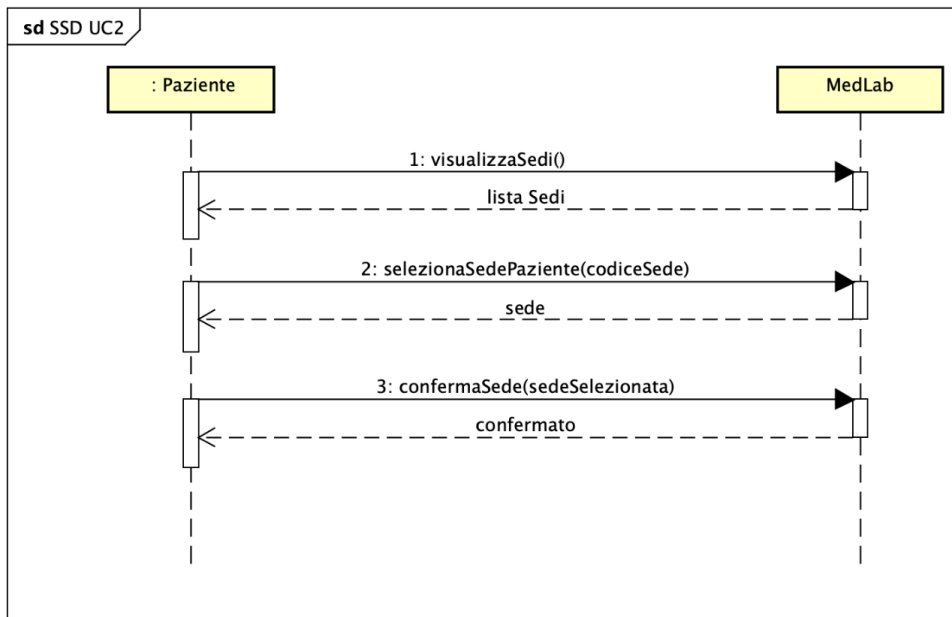 sd SSD UC2
: Paziente
MedLab
1: visualizzaSedi()
lista Sedi
2: selezionaSedePaziente(codiceSede)
sede
3: confermaSede(sedeSelezionata)
confermato